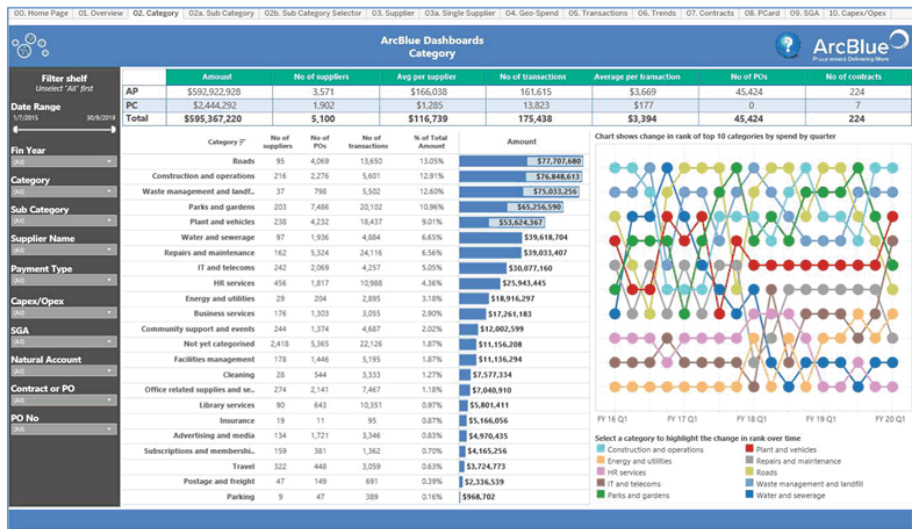 00. Home Page 01. Overview 02. Category 02a. Sub Category 02b. Sub Category Selector 03. Supplier 03a. Single Supplier 04. Geo-Spend 05. Transactions 06. Trends 07. Contracts 08. PCard 09. SGA 10. Capex/Opex
ArcBlue Dashboards
Category
?
ArcBlue
Procurement Delivering More
Filter shelf
Unselect "All" first
Date Range
1/7/2015 30/9/2019
Fin Year
(All)
Category
(All)
Sub Category
(All)
Supplier Name
(All)
Payment Type
(All)
Capex/Opex
(All)
SGA
(All)
Natural Account
(All)
Contract or PO
(All)
PO No
(All)
Amount No of suppliers Avg per supplier No of transactions Average per transaction No of POs No of contracts
AP $592,922,928 3,571 $166,038 161,615 $3,669 45,424 224
PC $2,444,292 1,902 $1,285 13,823 $177 0 7
Total $595,367,220 5,100 $116,739 175,438 $3,394 45,424 224
Category No of suppliers No of POs No of transactions % of Total Amount Amount
Roads 95 4,069 13,650 13.05% $77,707,680
Construction and operations 216 2,276 5,601 12.91% $76,848,613
Waste management and landf.. 37 798 5,502 12.60% $75,033,256
Parks and gardens 203 7,486 20,102 10.96% $65,256,590
Plant and vehicles 238 4,232 18,437 9.01% $53,624,367
Water and sewerage 97 1,936 4,884 6.65% $39,618,704
Repairs and maintenance 162 5,324 24,116 6.56% $39,033,407
IT and telecoms 242 2,069 4,257 5.05% $30,077,160
HR services 456 1,817 10,988 4.36% $25,943,445
Energy and utilities 29 204 2,895 3.18% $18,916,297
Business services 176 1,303 3,055 2.90% $17,261,183
Community support and events 244 1,374 4,687 2.02% $12,002,599
Not yet categorised 2,418 5,365 22,126 1.87% $11,156,208
Facilities management 178 1,446 5,195 1.87% $11,136,294
Cleaning 28 544 3,333 1.27% $7,577,334
Office related supplies and se.. 274 2,141 7,467 1.18% $7,040,910
Library services 90 643 10,351 0.97% $5,801,411
Insurance 19 11 95 0.87% $5,166,056
Advertising and media 134 1,721 3,346 0.83% $4,970,435
Subscriptions and membershi.. 159 381 1,362 0.70% $4,165,256
Travel 322 448 3,059 0.63% $3,724,773
Postage and freight 47 149 691 0.39% $2,336,539
Parking 9 47 389 0.16% $968,702
Chart shows change in rank of top 10 categories by spend by quarter
FY 16 Q1 FY 17 Q1 FY 18 Q1 FY 19 Q1 FY 20 Q1
Select a category to highlight the change in rank over time
Construction and operations Plant and vehicles
Energy and utilities Repairs and maintenance
HR services Roads
IT and telecoms Waste management and landfill
Parks and gardens Water and sewerage